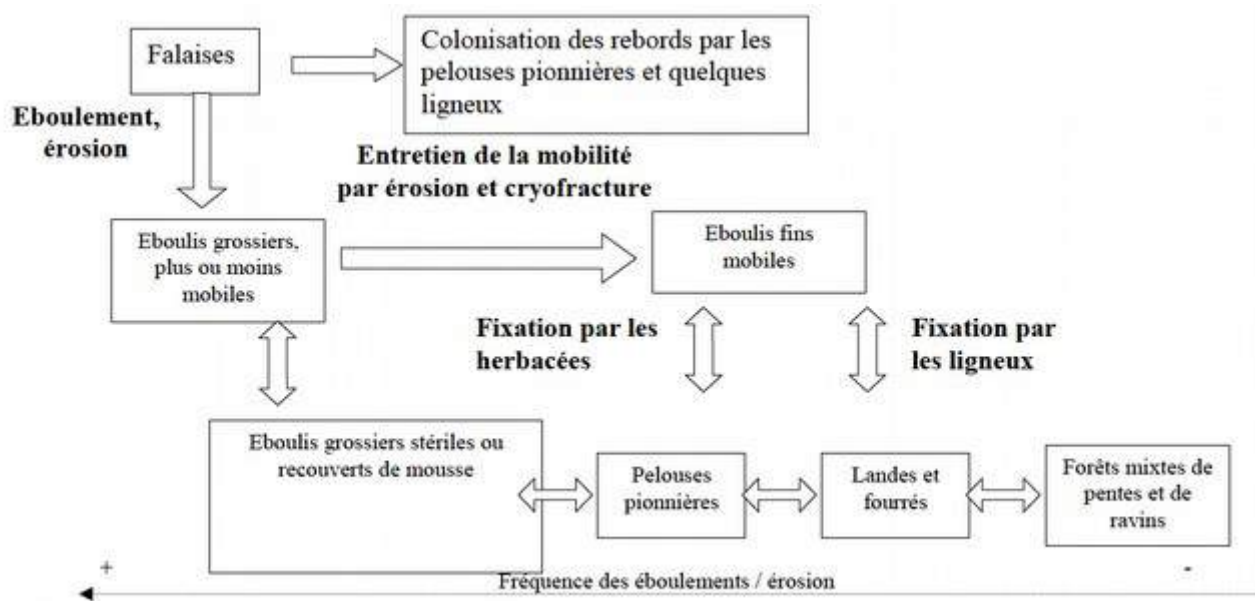 Falaises
Colonisation des rebords par les
pelouses pionnières et quelques
ligneux
Eboulement,
érosion
Entretien de la mobilité
par érosion et cryofracture
Eboulis grossiers,
plus ou moins
mobiles
Eboulis fins
mobiles
Fixation par les
herbacées
Fixation par
les ligneux
Eboulis grossiers stériles ou
recouverts de mousse
Pelouses
pionnières
Landes et
fourrés
Forêts mixtes de
pentes et de
ravins
+
-
Fréquence des éboulements / érosion